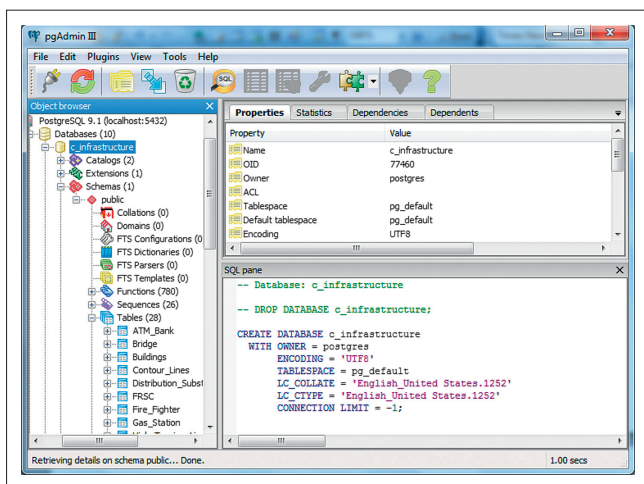 pgAdmin III
File Edit Plugins View Tools Help
SQL
Object browser
PostgreSQL 9.1 (localhost:5432)
Databases (10)
c_infrastructure
Catalogs (2)
Extensions (1)
Schemas (1)
public
Collations (0)
Domains (0)
FTS Configurations (0
FTS Dictionaries (0)
FTS Parsers (0)
FTS Templates (0)
Functions (780)
Sequences (26)
Tables (28)
ATM_Bank
Bridge
Buildings
Contour_Lines
Distribution_Subst
FRSC
Fire_Fighter
Gas_Station
Properties Statistics Dependencies Dependents
Property Value
Name c_infrastructure
OID 77460
Owner postgres
ACL
Tablespace pg_default
Default tablespace pg_default
Encoding UTF8
SQL pane
-- Database: c_infrastructure
-- DROP DATABASE c_infrastructure;
CREATE DATABASE c_infrastructure
WITH OWNER = postgres
ENCODING = 'UTF8'
TABLESPACE = pg_default
LC_COLLATE = 'English_United States.1252'
LC_CTYPE = 'English_United States.1252'
CONNECTION LIMIT = -1;
Retrieving details on schema public... Done. 1.00 secs